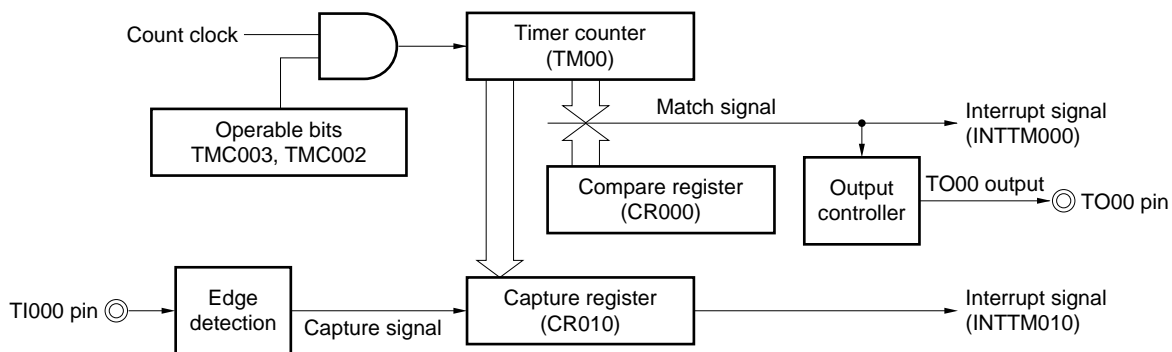 Count clock
Timer counter
(TM00)
Operable bits
TMC003, TMC002
Match signal
Interrupt signal
(INTTM000)
Compare register
(CR000)
Output
controller
TO00 output
TO00 pin
TI000 pin
Edge
detection
Capture signal
Capture register
(CR010)
Interrupt signal
(INTTM010)